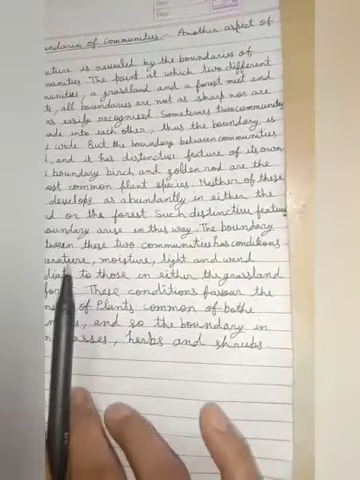 undaries of Communities :- Another aspect of
cture is revealed by the boundaries of
munities. The point at which two different
munities, a grassland and a forest meet and
all boundaries are not as sharp nor are
as easily recognised. Sometimes two community
ade into each other, thus the boundary is
wide. But the boundary between communities
, and it has distinctive feature of its own
boundary birch and golden rod are the
ost common plant species. Neither of these
develops as abundantly in either the
d or the forest. Such distinctive feature
oundary arise in this way. The boundary
tween these two communities has conditions
erature, moisture, light and wind
to those in either the grassland
for These conditions favour the
of Plants common of bothe
, and so the boundary in
asses, herbs and shrubs.